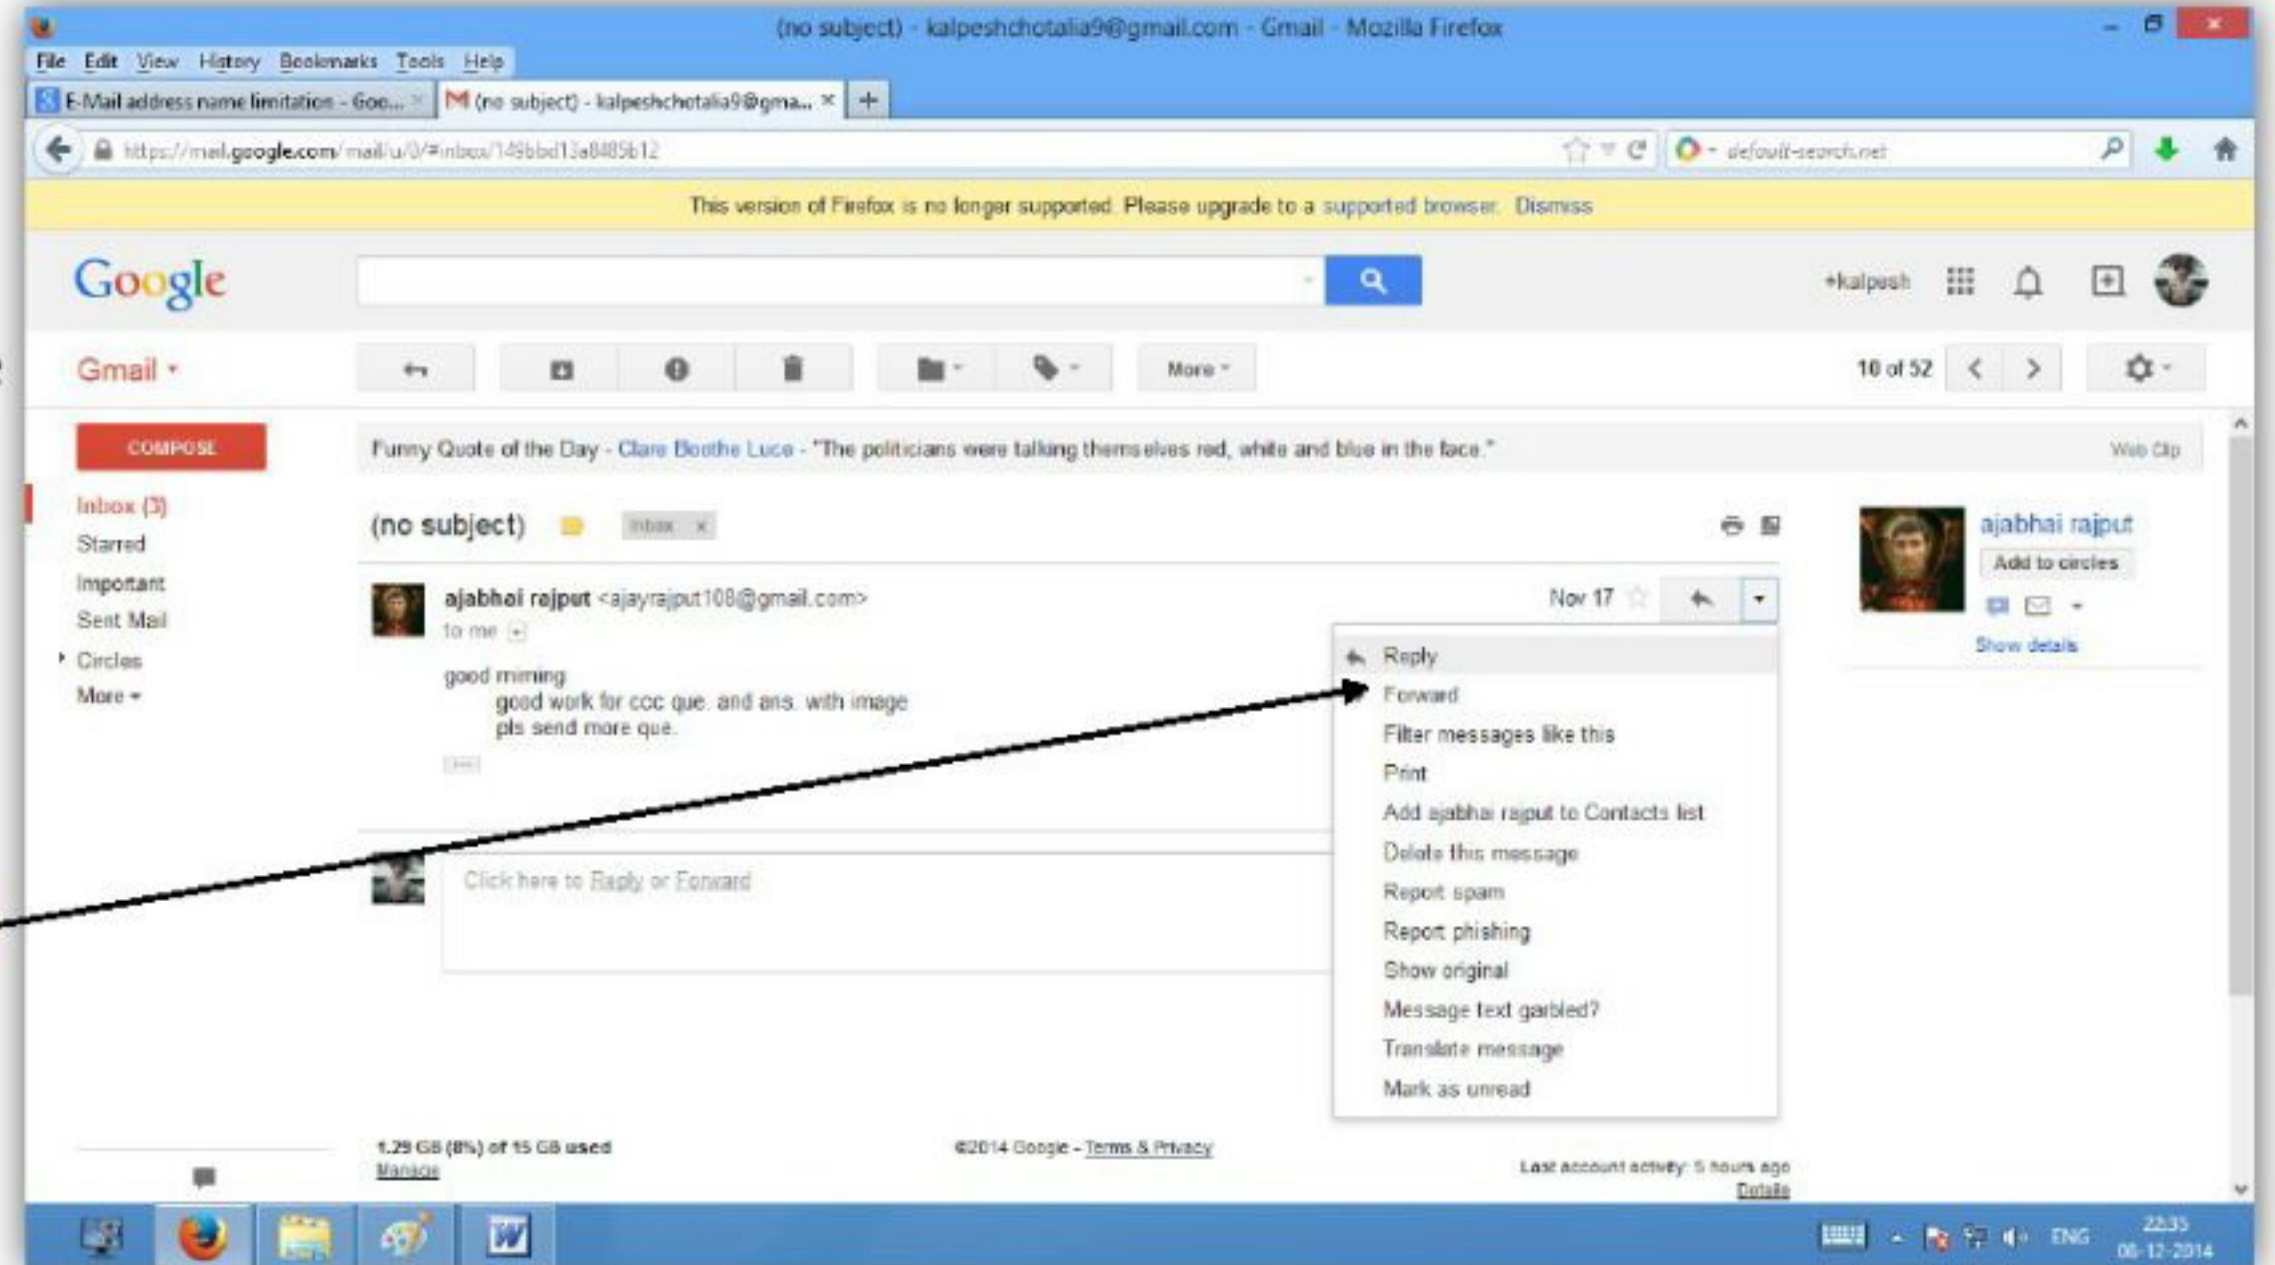 (no subject) - kalpeshchotalia9@gmail.com - Gmail - Mozilla Firefox
File Edit View History Bookmarks Tools Help
E-Mail address name limitation - Goo... (no subject) - kalpeshchotalia9@gma...
https://mail.google.com/mail/u/0/#inbox/149bbd13a8485b12 default-search.net
This version of Firefox is no longer supported. Please upgrade to a supported browser. Dismiss
Google +kalpesh
Gmail More 10 of 52
COMPOSE
Funny Quote of the Day - Clare Boothe Luce - "The politicians were talking themselves red, white and blue in the face." Web Clip
Inbox (3)
Starred
Important
Sent Mail
Circles
More
(no subject) Inbox x
ajabhai rajput <ajayrajput108@gmail.com> Nov 17
to me
good mirning
good work for ccc que. and ans. with image
pls send more que.
Click here to Reply or Forward
Reply
Forward
Filter messages like this
Print
Add ajabhai rajput to Contacts list
Delete this message
Report spam
Report phishing
Show original
Message text garbled?
Translate message
Mark as unread
ajabhai rajput
Add to circles
Show details
1.29 GB (8%) of 15 GB used
Manage
©2014 Google - Terms & Privacy
Last account activity: 5 hours ago
Details
ENG 22:35
06-12-2014